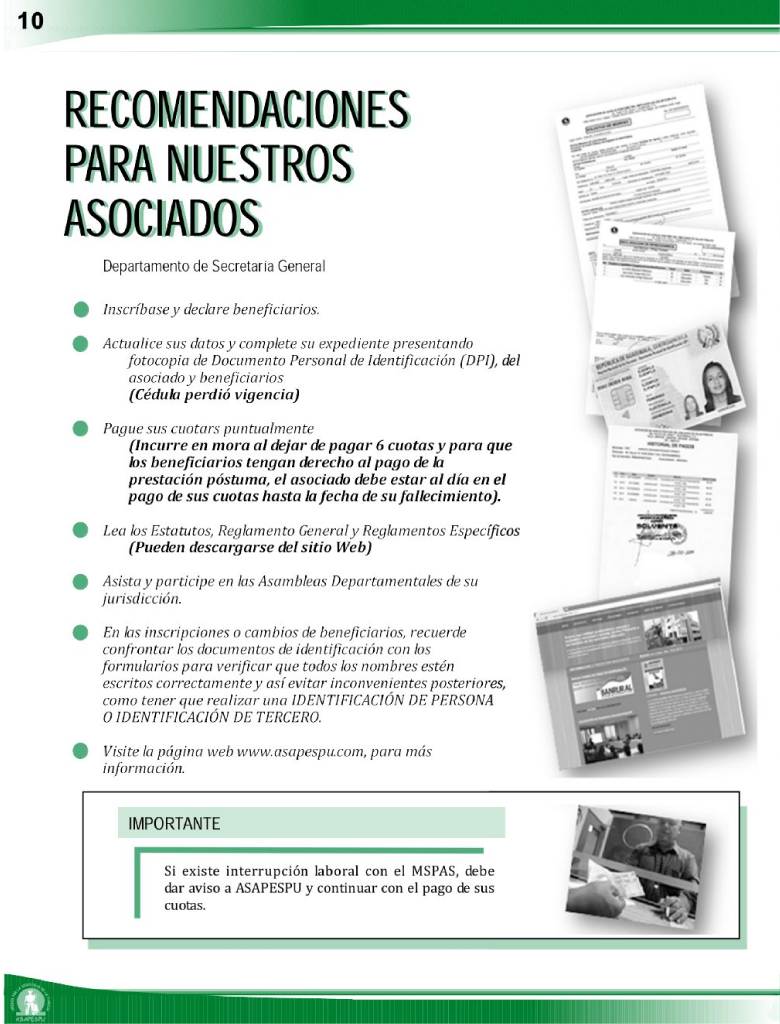 10
RECOMENDACIONES
PARA NUESTROS
ASOCIADOS
Departamento de Secretaria General
Inscríbase y declare beneficiarios.
Actualice sus datos y complete su expediente presentando
fotocopia de Documento Personal de Identificación (DPI), del
asociado y beneficiarios
(Cédula perdió vigencia)
Pague sus cuotars puntualmente
(Incurre en mora al dejar de pagar 6 cuotas y para que
los beneficiarios tengan derecho al pago de la
prestación póstuma, el asociado debe estar al día en el
pago de sus cuotas hasta la fecha de su fallecimiento).
Lea los Estatutos, Reglamento General y Reglamentos Específicos
(Pueden descargarse del sitio Web)
Asista y participe en las Asambleas Departamentales de su
jurisdicción.
En las inscripciones o cambios de beneficiarios, recuerde
confrontar los documentos de identificación con los
formularios para verificar que todos los nombres estén
escritos correctamente y así evitar inconvenientes posteriores,
como tener que realizar una IDENTIFICACIÓN DE PERSONA
O IDENTIFICACIÓN DE TERCERO.
Visite la página web www.asapespu.com, para más
información.
HISTORIAL DE PAGOS
SOLVENTE
BANRURAL
IMPORTANTE
Si existe interrupción laboral con el MSPAS, debe
dar aviso a ASAPESPU y continuar con el pago de sus
cuotas.
ASAPESPU